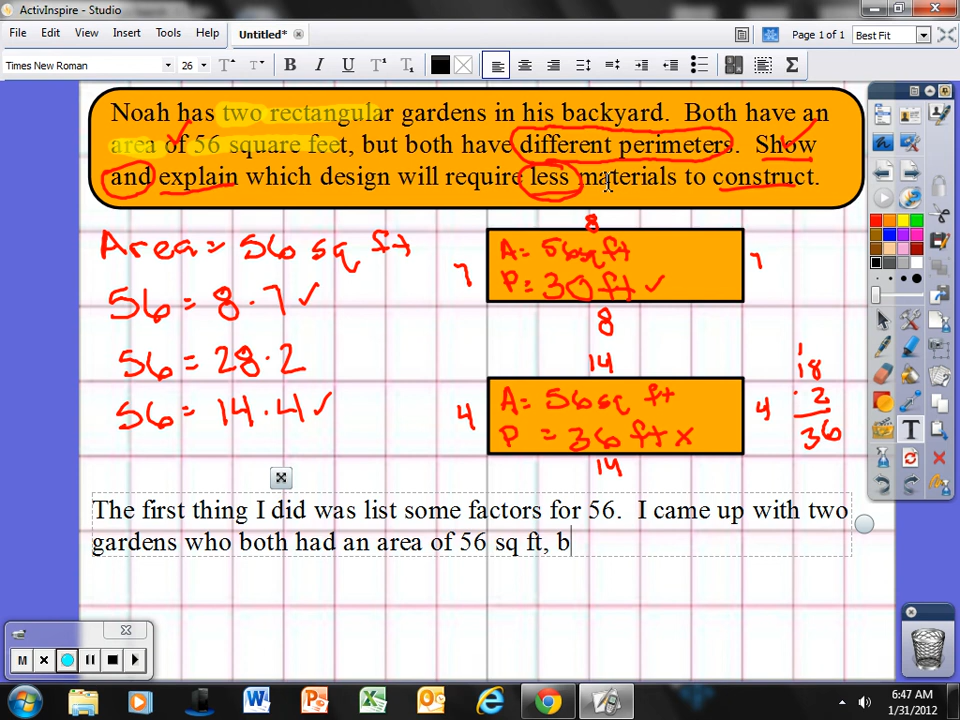 ActivInspire - Studio
File Edit View Insert Tools Help Untitled* Page 1 of 1 Best Fit
Times New Roman 26 B I U
Noah has two rectangular gardens in his backyard. Both have an
area of 56 square feet, but both have different perimeters. Show
and explain which design will require less materials to construct.
Area = 56 sq ft
56 = 8·7 ✓
56 = 28·2
56 = 14·4 ✓
8
7 A = 56 sq ft 7
P = 30 ft ✓
8
14
4 A = 56 sq ft 4
P = 36 ft x
14
1
18
· 2
36
The first thing I did was list some factors for 56. I came up with two
gardens who both had an area of 56 sq ft, b
M
6:47 AM
1/31/2012